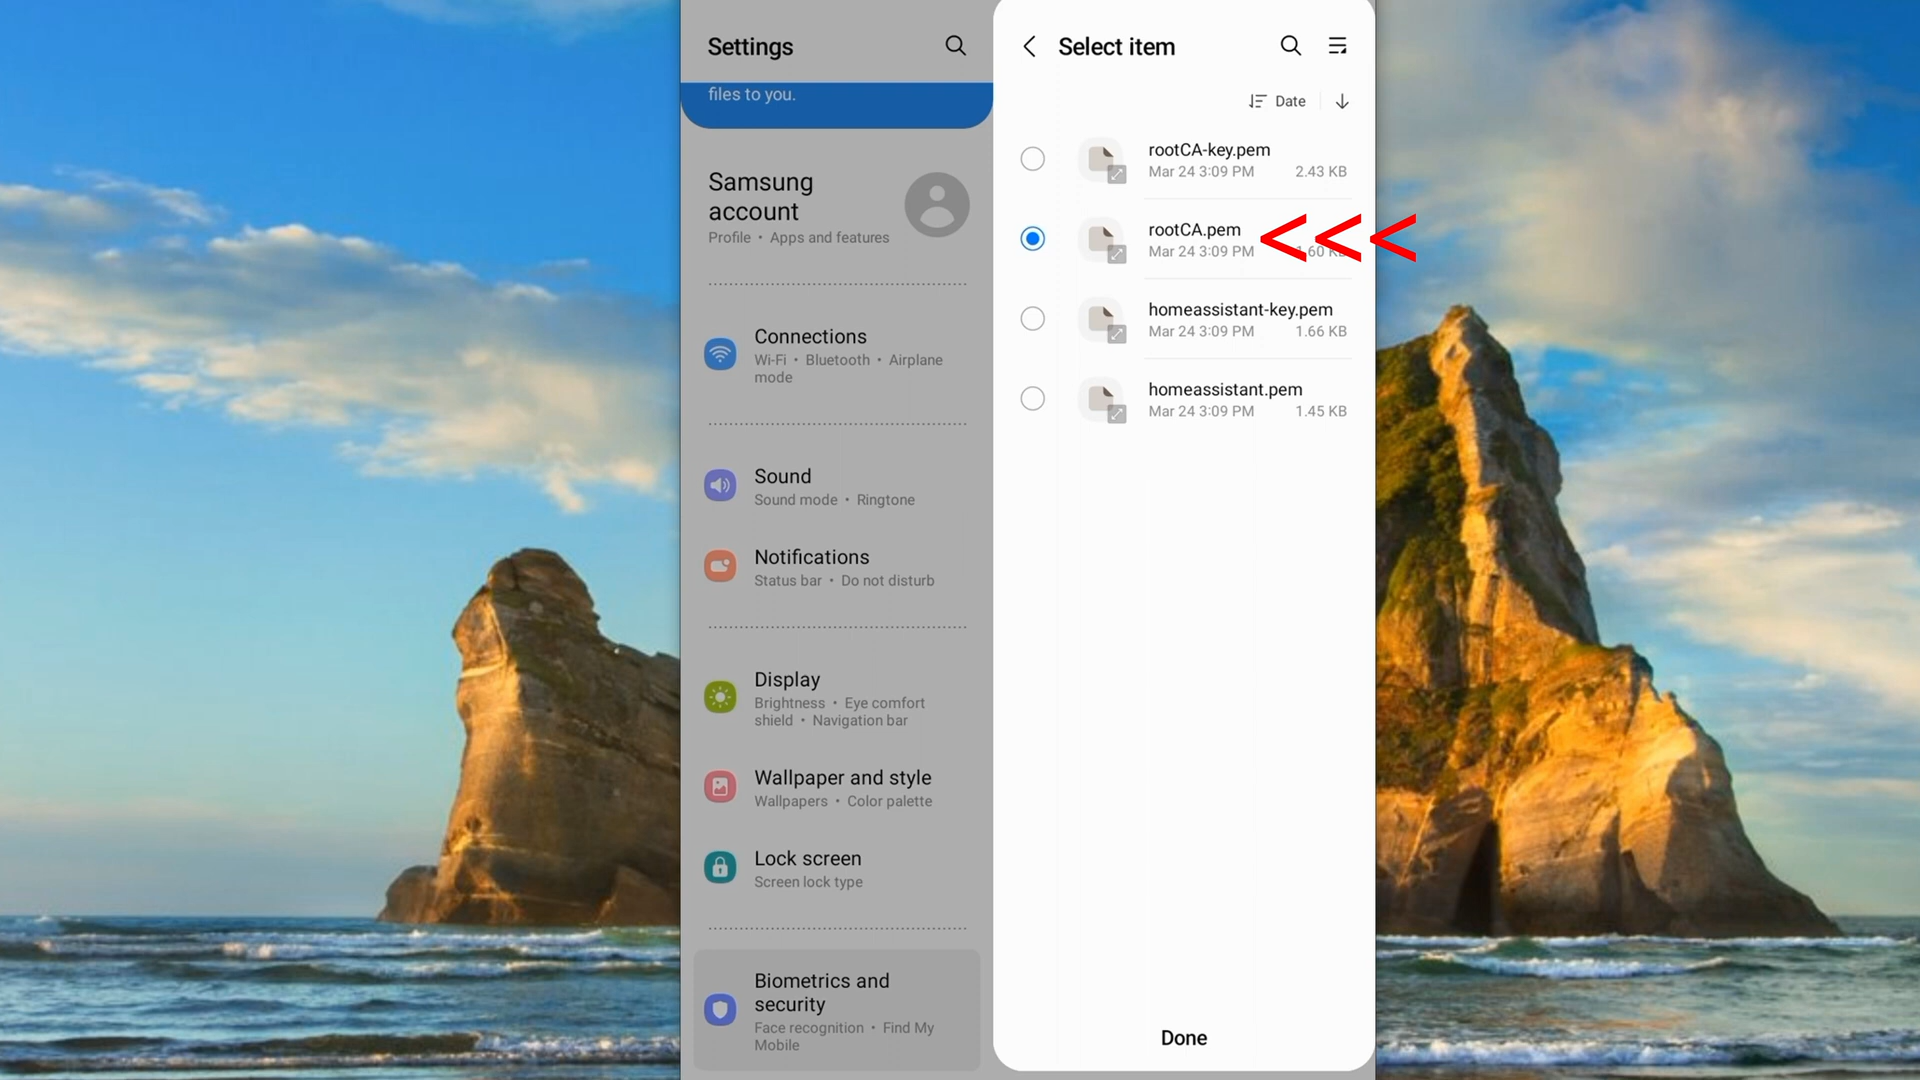 Settings
files to you.
Samsung
account
Profile • Apps and features
Connections
Wi-Fi • Bluetooth • Airplane
mode
Sound
Sound mode • Ringtone
Notifications
Status bar • Do not disturb
Display
Brightness • Eye comfort
shield • Navigation bar
Wallpaper and style
Wallpapers • Color palette
Lock screen
Screen lock type
Biometrics and
security
Face recognition • Find My
Mobile
Select item
Date
rootCA-key.pem
Mar 24 3:09 PM 2.43 KB
rootCA.pem <<<
Mar 24 3:09 PM
homeassistant-key.pem
Mar 24 3:09 PM 1.66 KB
homeassistant.pem
Mar 24 3:09 PM 1.45 KB
Done